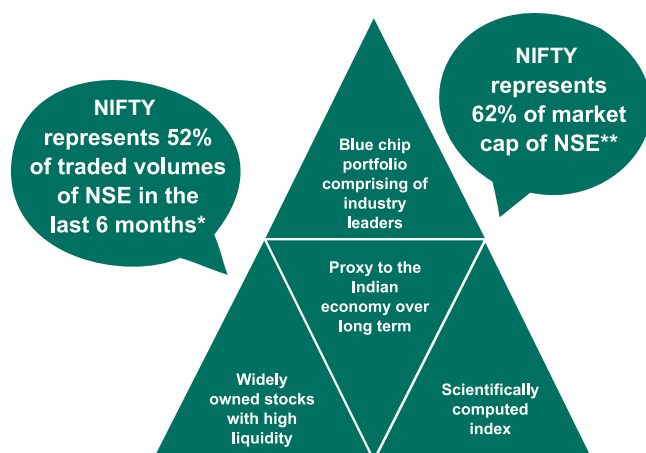 NIFTY
represents 52%
of traded volumes
of NSE in the
last 6 months*
NIFTY
represents
62% of market
cap of NSE**
Blue chip
portfolio
comprising of
industry
leaders
Proxy to the
Indian
economy over
long term
Widely
owned stocks
with high
liquidity
Scientifically
computed
index